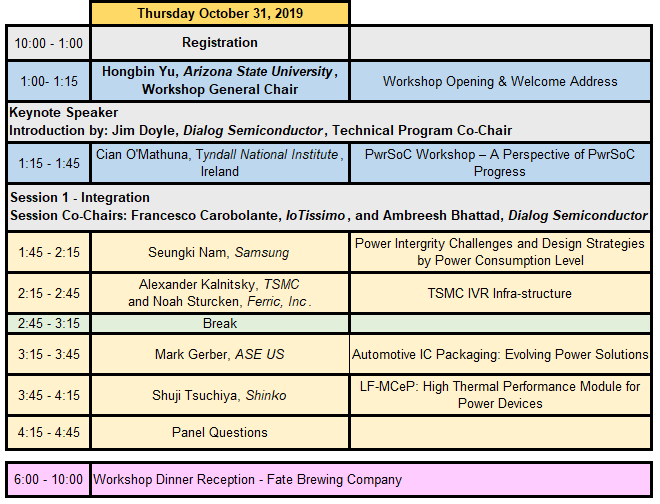 Thursday October 31, 2019
10:00 - 1:00 Registration
1:00- 1:15 Hongbin Yu, Arizona State University, Workshop Opening & Welcome Address
Workshop General Chair
Keynote Speaker
Introduction by: Jim Doyle, Dialog Semiconductor, Technical Program Co-Chair
1:15 - 1:45 Cian O'Mathuna, Tyndall National Institute, PwrSoC Workshop – A Perspective of PwrSoC
Ireland Progress
Session 1 - Integration
Session Co-Chairs: Francesco Carobolante, IoTissimo, and Ambreesh Bhattad, Dialog Semiconductor
1:45 - 2:15 Seungki Nam, Samsung Power Intergrity Challenges and Design Strategies
by Power Consumption Level
2:15 - 2:45 Alexander Kalnitsky, TSMC TSMC IVR Infra-structure
and Noah Sturcken, Ferric, Inc.
2:45 - 3:15 Break
3:15 - 3:45 Mark Gerber, ASE US Automotive IC Packaging: Evolving Power Solutions
3:45 - 4:15 Shuji Tsuchiya, Shinko LF-MCeP: High Thermal Performance Module for
Power Devices
4:15 - 4:45 Panel Questions
6:00 - 10:00 Workshop Dinner Reception - Fate Brewing Company